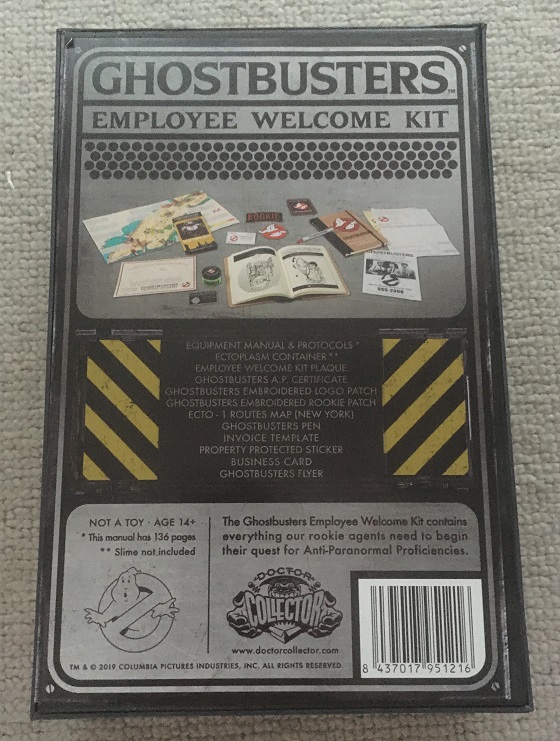 GHOSTBUSTERS™
EMPLOYEE WELCOME KIT
ROOKIE
GHOSTBUSTERS
555-2368
EQUIPMENT MANUAL & PROTOCOLS *
ECTOPLASM CONTAINER **
EMPLOYEE WELCOME KIT PLAQUE
GHOSTBUSTERS A.P. CERTIFICATE
GHOSTBUSTERS EMBROIDERED LOGO PATCH
GHOSTBUSTERS EMBROIDERED ROOKIE PATCH
ECTO - 1 ROUTES MAP (NEW YORK)
GHOSTBUSTERS PEN
INVOICE TEMPLATE
PROPERTY PROTECTED STICKER
BUSINESS CARD
GHOSTBUSTERS FLYER
NOT A TOY · AGE 14+
* This manual has 136 pages
** Slime not included
The Ghostbusters Employee Welcome Kit contains
everything our rookie agents need to begin
their quest for Anti-Paranormal Proficiencies.
DOCTOR
COLLECTOR
www.doctorcollector.com
TM & © 2019 COLUMBIA PICTURES INDUSTRIES, INC. ALL RIGHTS RESERVED.
8 437017 951216